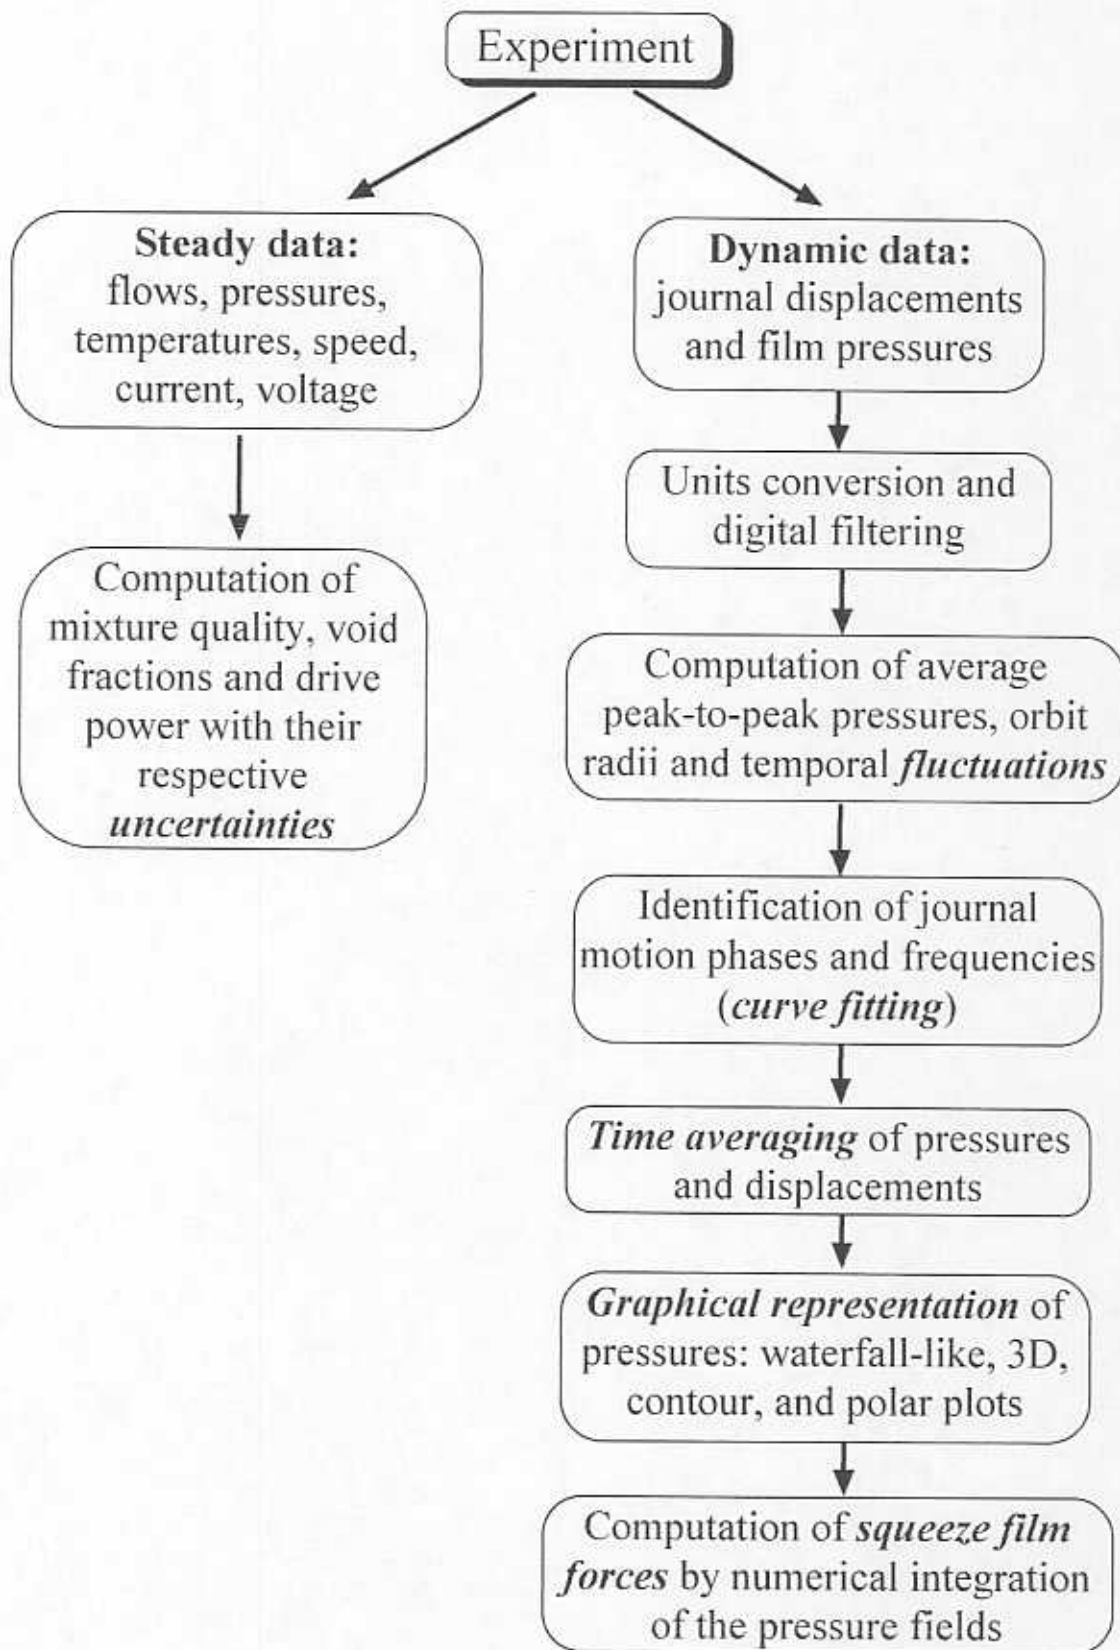 Experiment
Steady data:
flows, pressures,
temperatures, speed,
current, voltage
Computation of
mixture quality, void
fractions and drive
power with their
respective
uncertainties
Dynamic data:
journal displacements
and film pressures
Units conversion and
digital filtering
Computation of average
peak-to-peak pressures, orbit
radii and temporal fluctuations
Identification of journal
motion phases and frequencies
(curve fitting)
Time averaging of pressures
and displacements
Graphical representation of
pressures: waterfall-like, 3D,
contour, and polar plots
Computation of squeeze film
forces by numerical integration
of the pressure fields